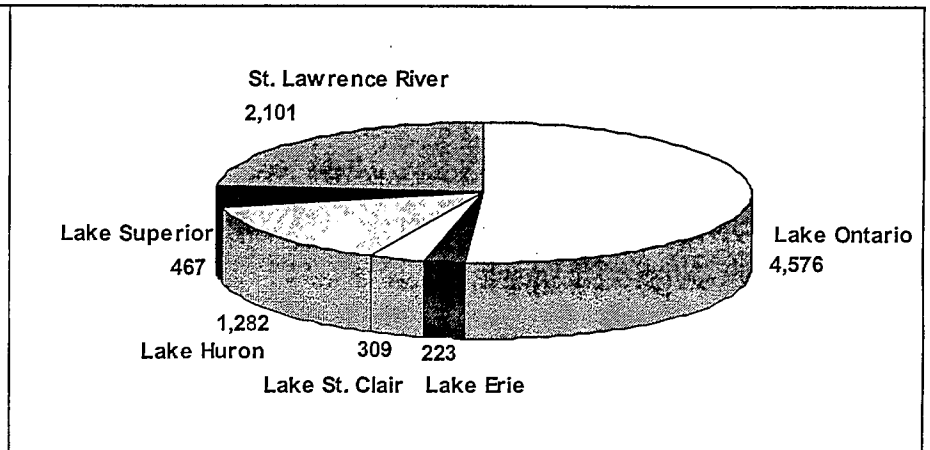 St. Lawrence River
2,101
Lake Superior
467
Lake Ontario
4,576
1,282
Lake Huron
309
223
Lake St. Clair
Lake Erie